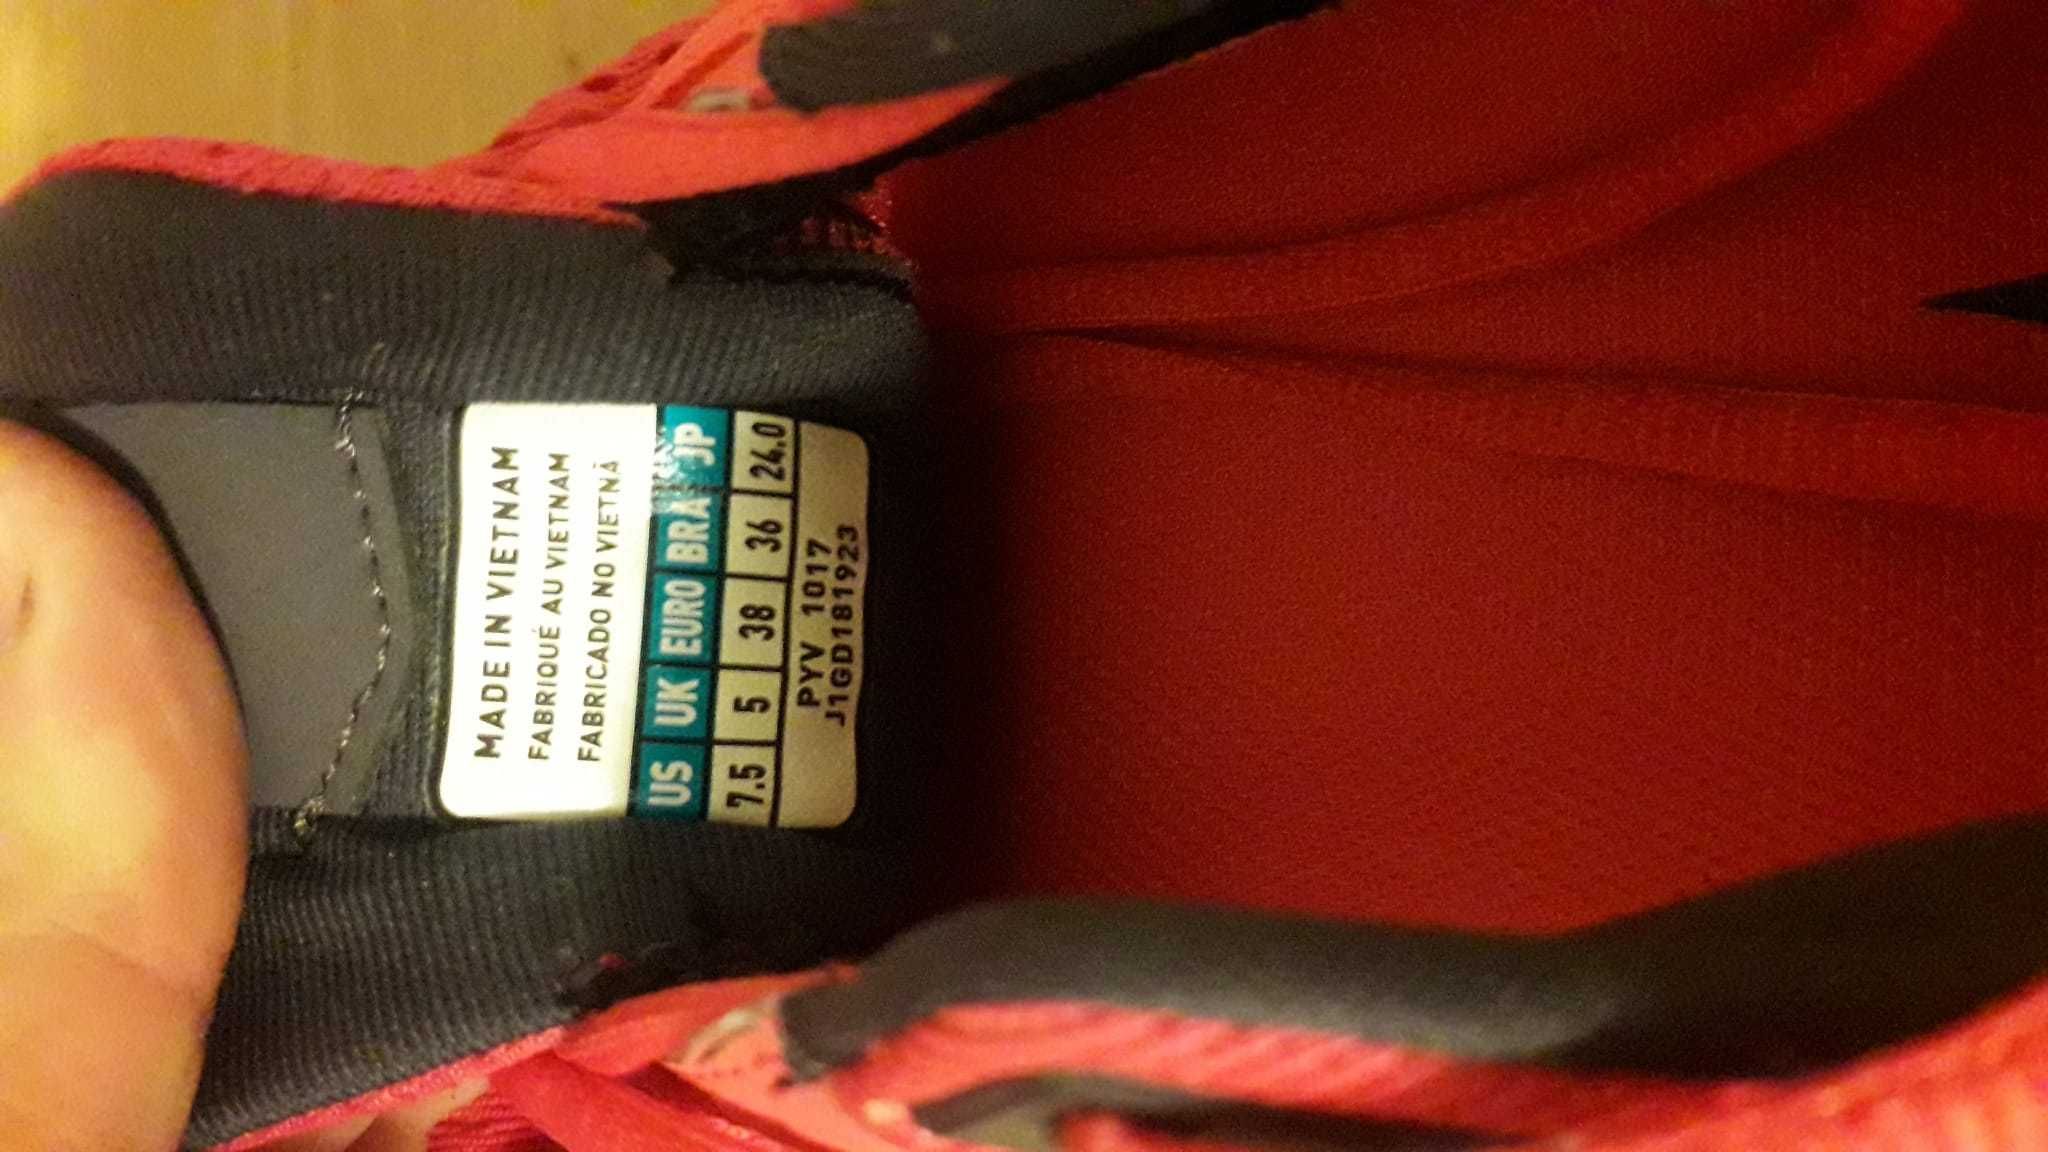 MADE IN VIETNAM
FABRIQUÉ AU VIETNAM
FABRICADO NO VIETNÃ
US UK EURO BRA JP
7.5 5 38 36 24.0
PYV 1017
J1GD181923